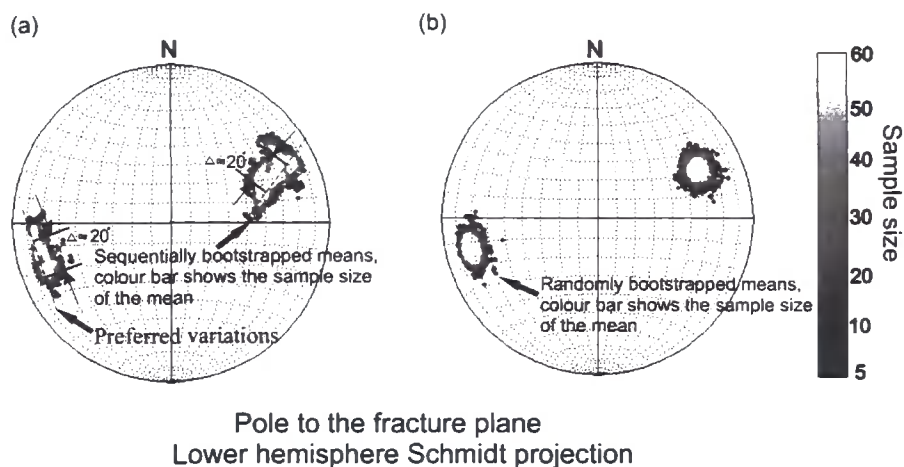 (a)
N
Δ=20°
Δ=20°
Sequentially bootstrapped means,
colour bar shows the sample size
of the mean
Preferred variations
(b)
N
Randomly bootstrapped means,
colour bar shows the sample size
of the mean
60
50
40
30
20
10
5
Sample size
Pole to the fracture plane
Lower hemisphere Schmidt projection